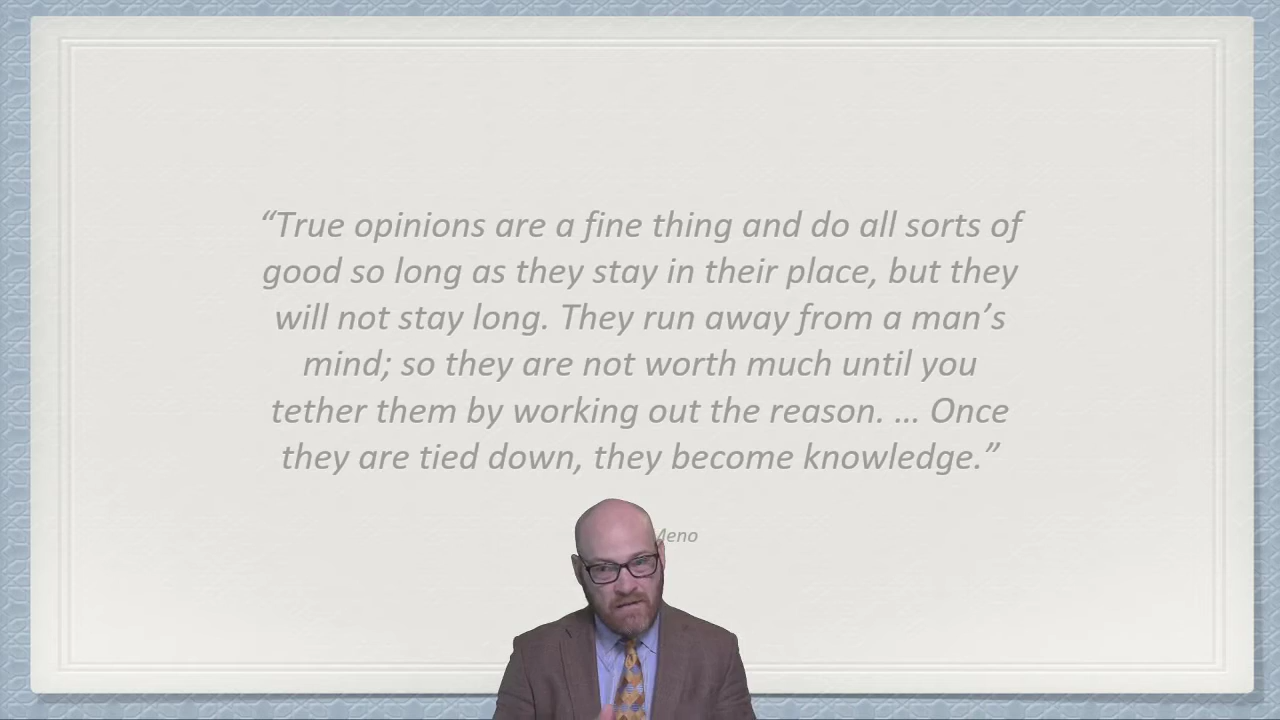 “True opinions are a fine thing and do all sorts of
good so long as they stay in their place, but they
will not stay long. They run away from a man’s
mind; so they are not worth much until you
tether them by working out the reason. … Once
they are tied down, they become knowledge.”